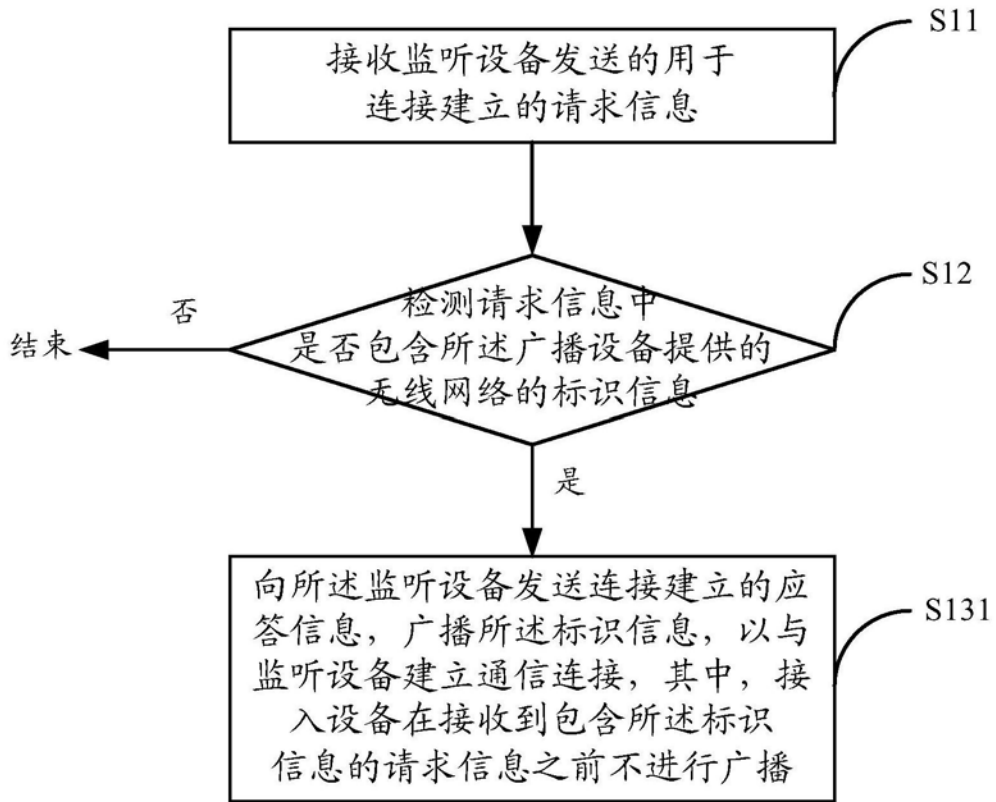 S11
接收监听设备发送的用于
连接建立的请求信息
S12
检测请求信息中
是否包含所述广播设备提供的
无线网络的标识信息
否
结束
是
S131
向所述监听设备发送连接建立的应
答信息，广播所述标识信息，以与
监听设备建立通信连接，其中，接
入设备在接收到包含所述标识
信息的请求信息之前不进行广播